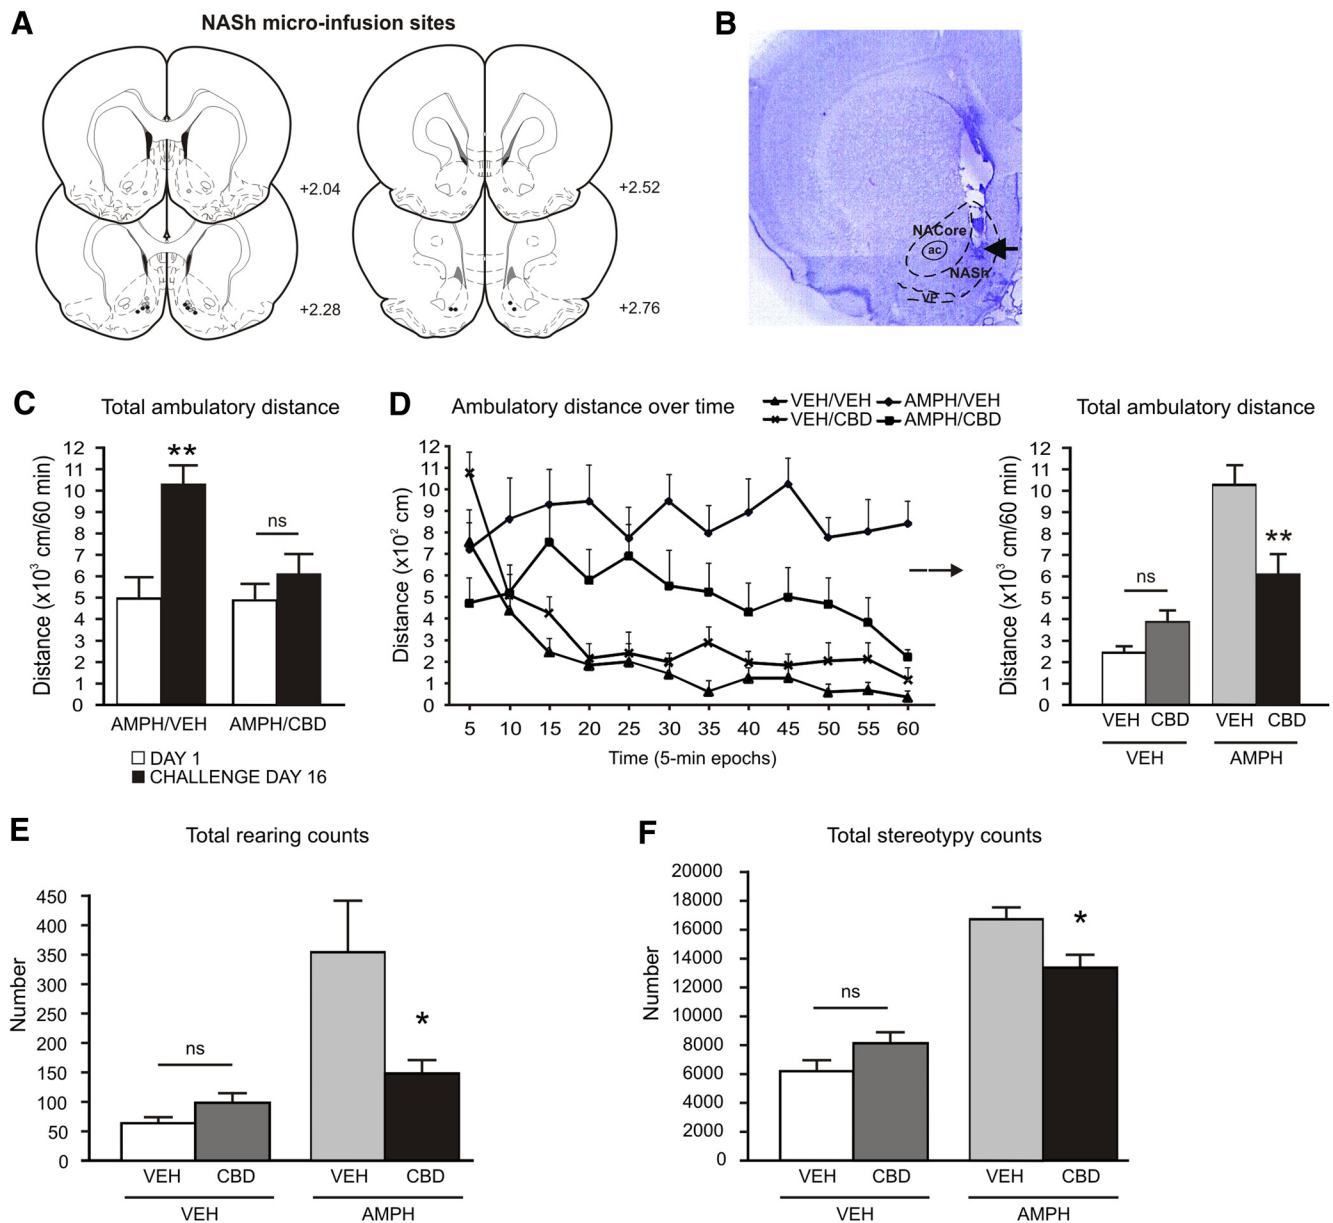 A
NASh micro-infusion sites
+2.04
+2.28
+2.52
+2.76
B
NACore
ac
NASh
VP
C
Total ambulatory distance
**
ns
Distance (x10³ cm/60 min)
12
11
10
9
8
7
6
5
4
3
2
1
0
AMPH/VEH AMPH/CBD
DAY 1
CHALLENGE DAY 16
D
Ambulatory distance over time
VEH/VEH AMPH/VEH
VEH/CBD AMPH/CBD
Distance (x10² cm)
12
11
10
9
8
7
6
5
4
3
2
1
0
5 10 15 20 25 30 35 40 45 50 55 60
Time (5-min epochs)
Total ambulatory distance
Distance (x10³ cm/60 min)
12
11
10
9
8
7
6
5
4
3
2
1
0
ns
**
VEH CBD VEH CBD
VEH AMPH
E
Total rearing counts
Number
450
400
350
300
250
200
150
100
50
0
ns
*
VEH CBD VEH CBD
VEH AMPH
F
Total stereotypy counts
Number
20000
18000
16000
14000
12000
10000
8000
6000
4000
2000
0
ns
*
VEH CBD VEH CBD
VEH AMPH